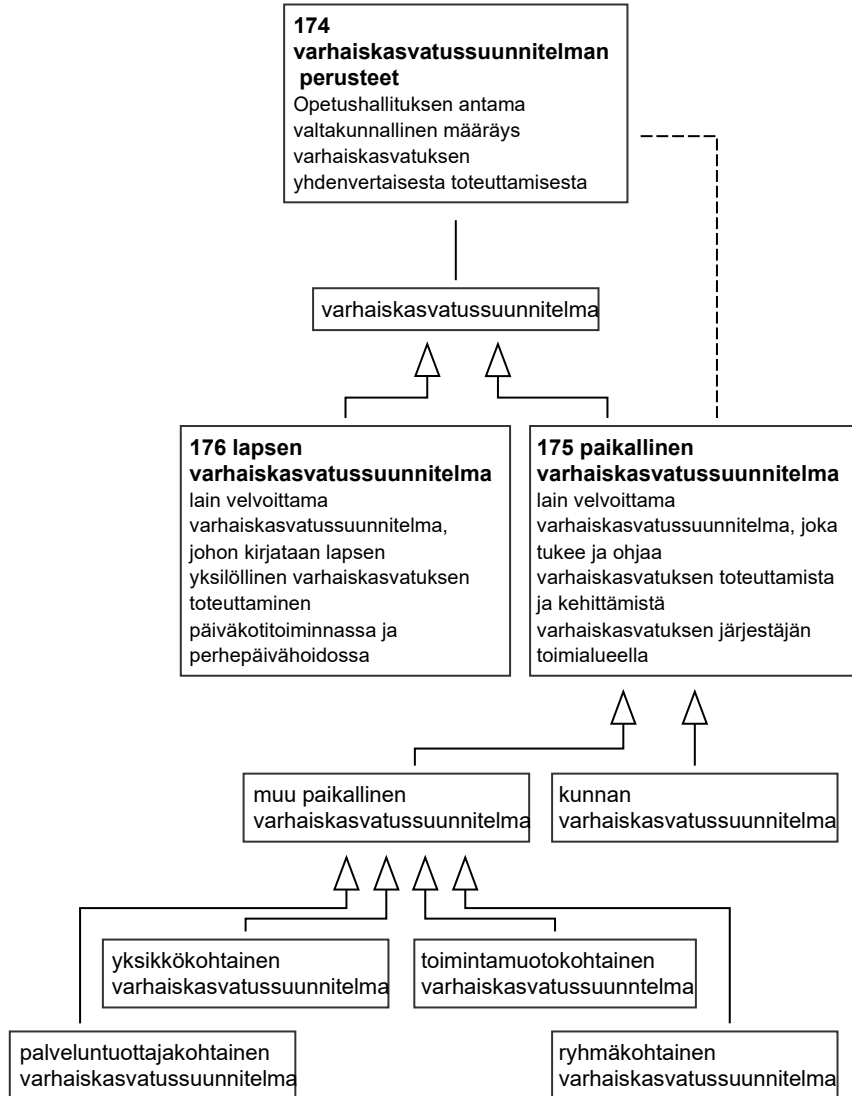 174
varhaiskasvatussuunnitelman
perusteet
Opetushallituksen antama
valtakunnallinen määräys
varhaiskasvatuksen
yhdenvertaisesta toteuttamisesta
varhaiskasvatussuunnitelma
176 lapsen
varhaiskasvatussuunnitelma
lain velvoittama
varhaiskasvatussuunnitelma,
johon kirjataan lapsen
yksilöllinen varhaiskasvatuksen
toteuttaminen
päiväkotitoiminnassa ja
perhepäivähoidossa
175 paikallinen
varhaiskasvatussuunnitelma
lain velvoittama
varhaiskasvatussuunnitelma, joka
tukee ja ohjaa
varhaiskasvatuksen toteuttamista
ja kehittämistä
varhaiskasvatuksen järjestäjän
toimialueella
muu paikallinen
varhaiskasvatussuunnitelma
kunnan
varhaiskasvatussuunnitelma
yksikkökohtainen
varhaiskasvatussuunnitelma
toimintamuotokohtainen
varhaiskasvatussuunntelma
palveluntuottajakohtainen
varhaiskasvatussuunnitelma
ryhmäkohtainen
varhaiskasvatussuunnitelma